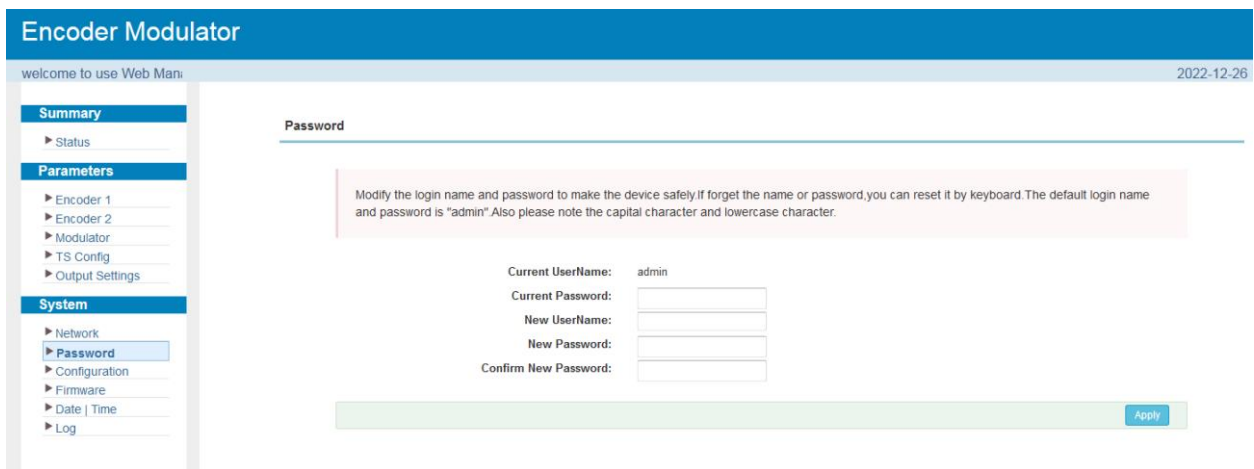 Encoder Modulator
welcome to use Web Man
2022-12-26
Summary
Status
Parameters
Encoder 1
Encoder 2
Modulator
TS Config
Output Settings
System
Network
Password
Configuration
Firmware
Date | Time
Log
Password
Modify the login name and password to make the device safely.If forget the name or password,you can reset it by keyboard.The default login name
and password is "admin".Also please note the capital character and lowercase character.
Current UserName: admin
Current Password:
New UserName:
New Password:
Confirm New Password:
Apply